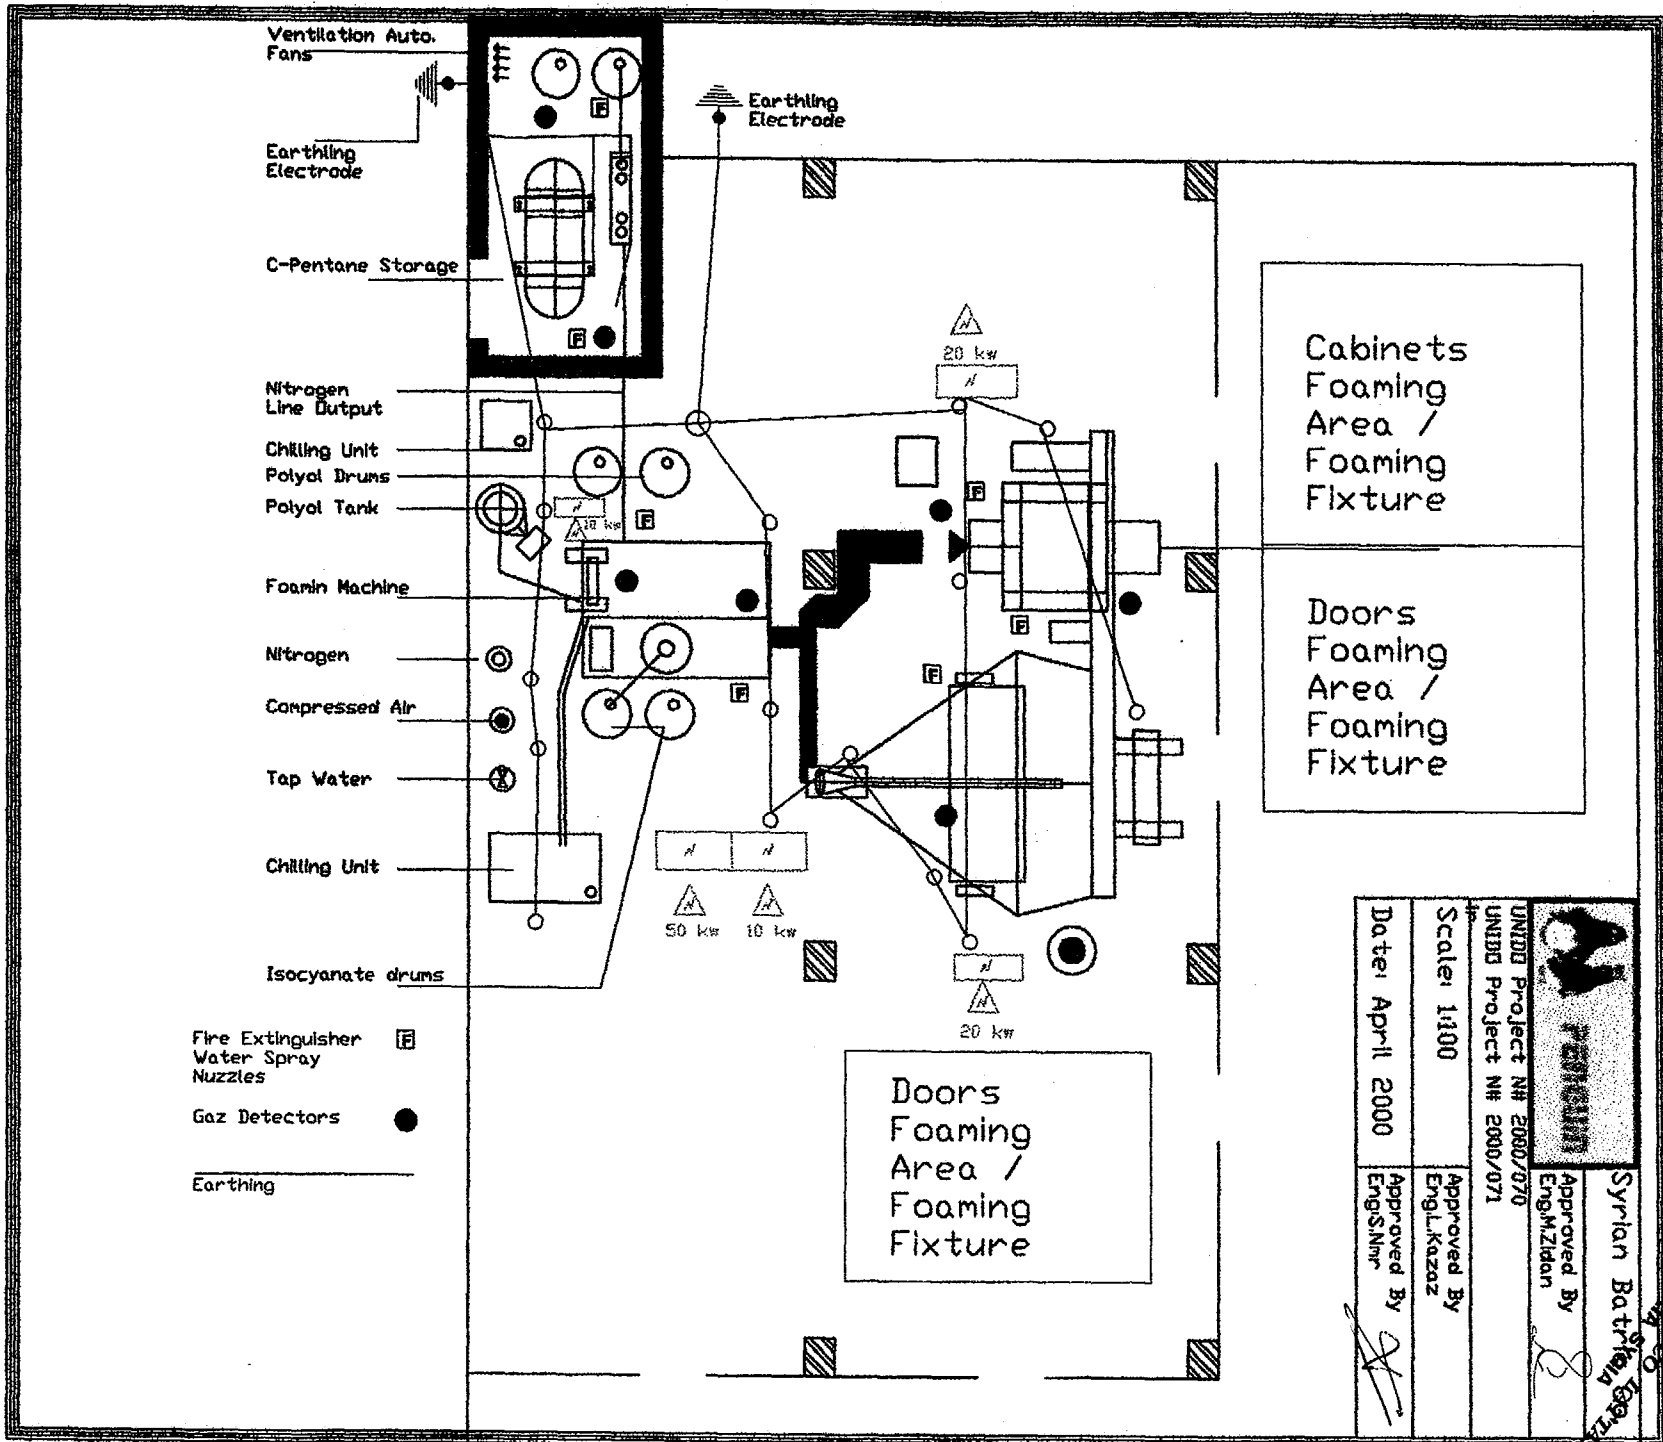 Ventilation Auto.
Fans
Earthling
Electrode
Earthling
Electrode
C-Pentane Storage
Nitrogen
Line Output
Chilling Unit
Polyol Drums
Polyol Tank
Foamin Machine
Nitrogen
Compressed Air
Tap Water
Chilling Unit
Isocyanate drums
Fire Extinguisher
Water Spray
Nuzzles
F
Gaz Detectors
Earthing
F
F
F
F
F
F
F
20 kw
10 kw
50 kw
10 kw
20 kw
Cabinets
Foaming
Area /
Foaming
Fixture
Doors
Foaming
Area /
Foaming
Fixture
Doors
Foaming
Area /
Foaming
Fixture
Syrian
Approved By
Eng.M.Zidan
UNIDO Project N# 2000/070
UNIDO Project N# 2000/071
Scale: 1:100
Approved By
Eng.L.Kazaz
Date: April 2000
Approved By
Eng.S.Nmr